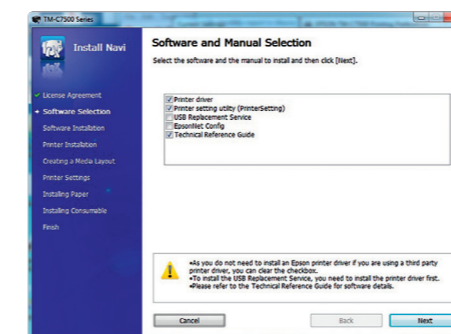 TM-C7500 Series
Install Navi
Software and Manual Selection
Select the software and the manual to install and then click [Next].
License Agreement
Software Selection
Software Installation
Printer Installation
Creating a Media Layout
Printer Settings
Installing Paper
Installing Consumable
Finish
Printer driver
Printer setting utility (PrinterSetting)
USB Replacement Service
EpsonNet Config
Technical Reference Guide
•As you do not need to install an Epson printer driver if you are using a third party
printer driver, you can clear the checkbox.
•To install the USB Replacement Service, you need to install the printer driver first.
•Please refer to the Technical Reference Guide for software details.
Cancel
Back
Next